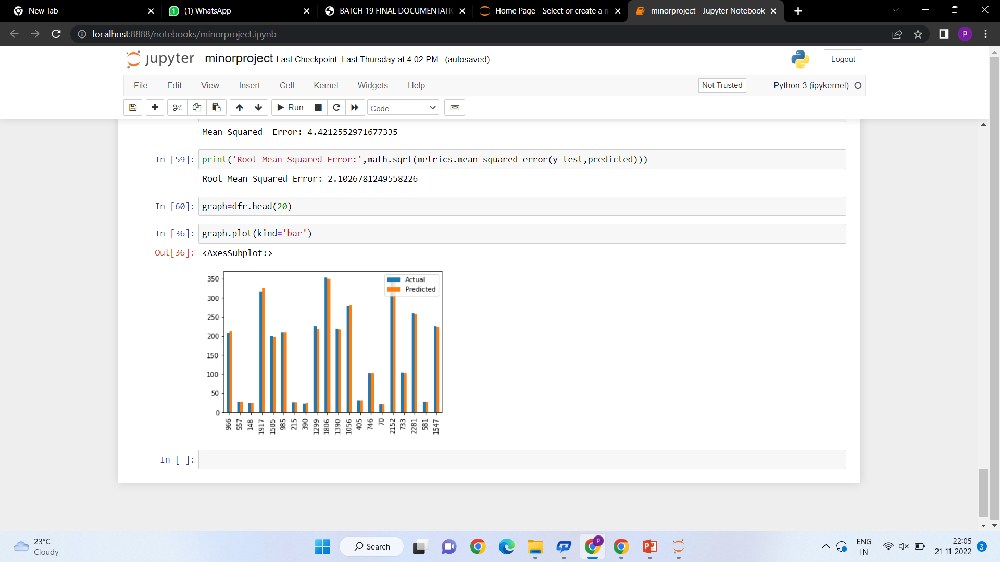 New Tab
(1) WhatsApp
BATCH 19 FINAL DOCUMENTATI
Home Page - Select or create a n
minorproject - Jupyter Notebook
localhost:8888/notebooks/minorproject.ipynb
P
jupyter minorproject Last Checkpoint: Last Thursday at 4:02 PM (autosaved)
Logout
File Edit View Insert Cell Kernel Widgets Help
Not Trusted
Python 3 (ipykernel)
Run
Code
Mean Squared  Error: 4.4212552971677335
In [59]: print('Root Mean Squared Error:',math.sqrt(metrics.mean_squared_error(y_test,predicted)))
Root Mean Squared Error: 2.1026781249558226
In [60]: graph=dfr.head(20)
In [36]: graph.plot(kind='bar')
Out[36]: <AxesSubplot:>
Actual
Predicted
350
300
250
200
150
100
50
0
966 557 148 1917 1585 985 215 390 1299 1806 1390 1056 405 746 70 2152 733 2281 581 1547
In [ ]:
23°C
Cloudy
Search
P
ENG
IN
22:05
21-11-2022
3